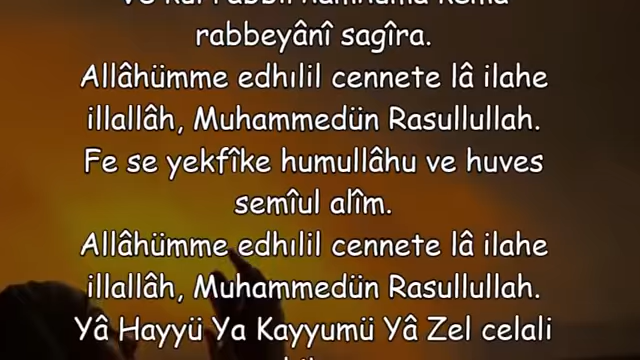 rabbeyânî sagîra.
Allâhümme edhılil cennete lâ ilahe
illallâh, Muhammedün Rasullullah.
Fe se yekfîke humullâhu ve huves
semîul alîm.
Allâhümme edhılil cennete lâ ilahe
illallâh, Muhammedün Rasullullah.
Yâ Hayyü Ya Kayyumü Yâ Zel celali